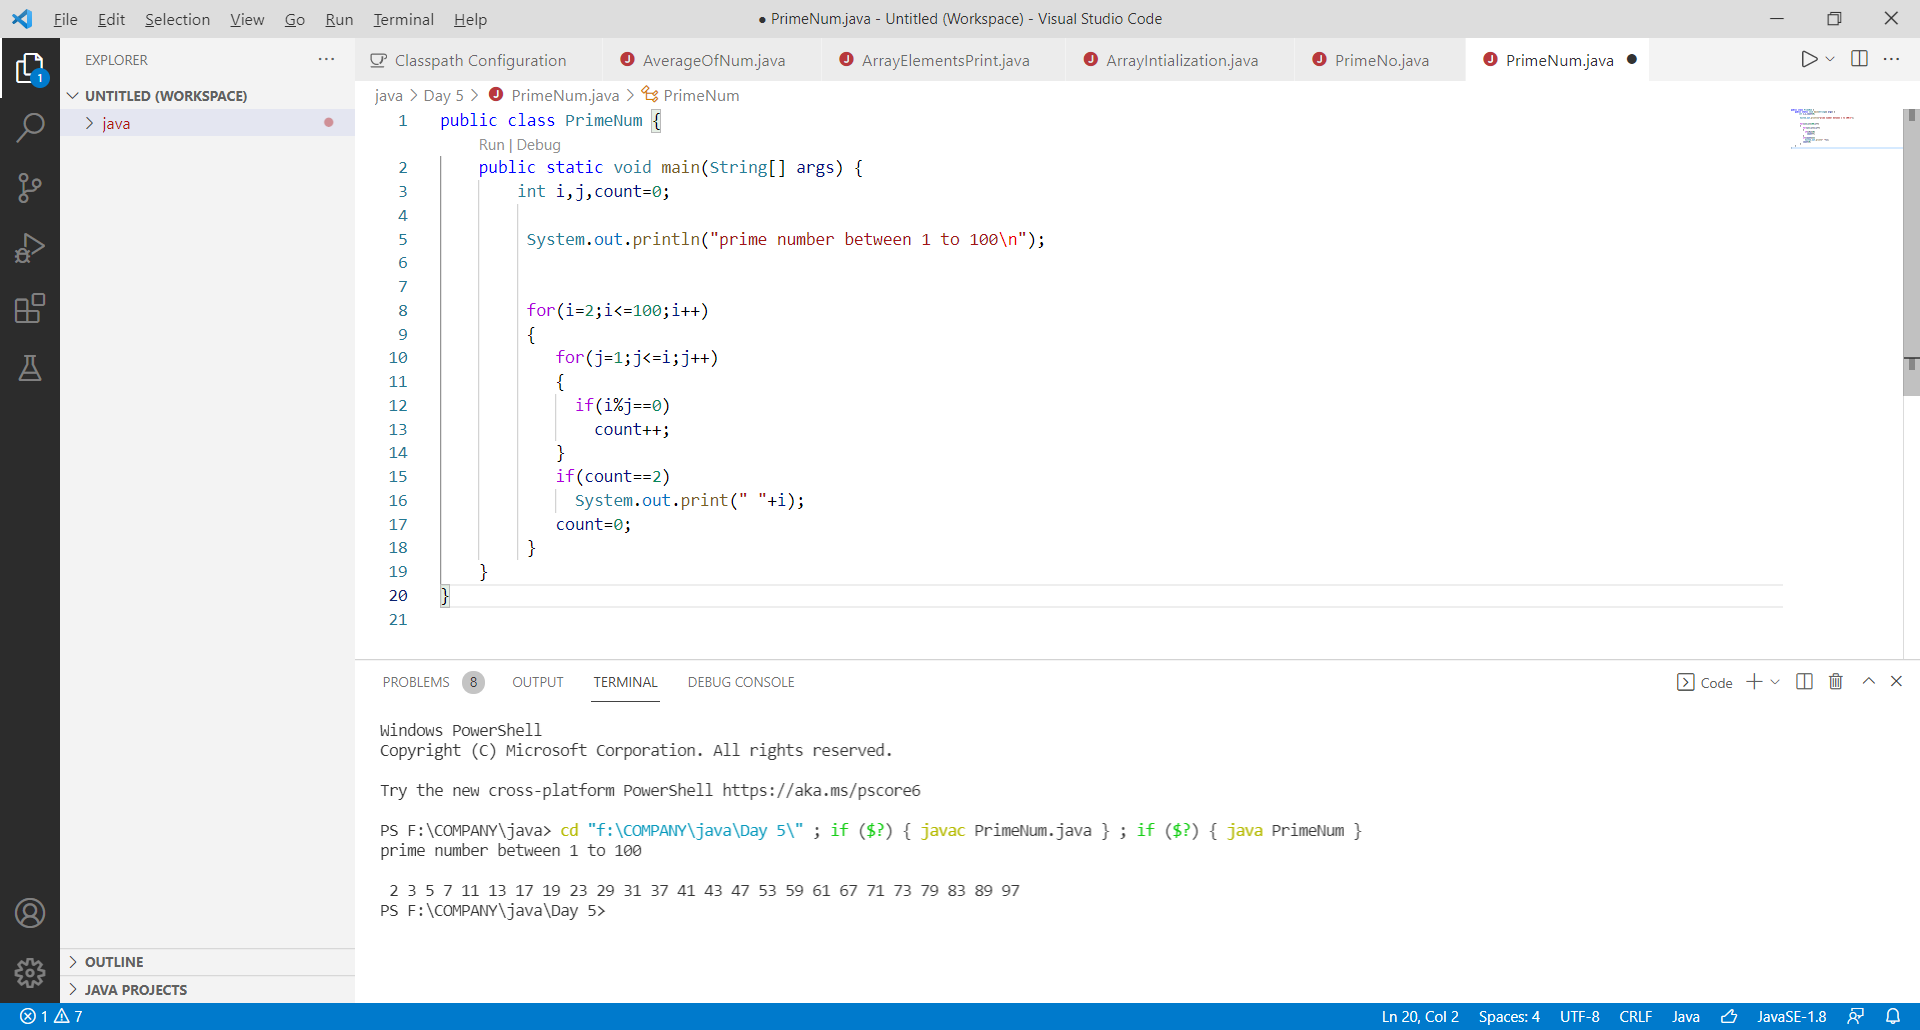 File Edit Selection View Go Run Terminal Help
● PrimeNum.java - Untitled (Workspace) - Visual Studio Code
EXPLORER
UNTITLED (WORKSPACE)
java
OUTLINE
JAVA PROJECTS
Classpath Configuration AverageOfNum.java ArrayElementsPrint.java ArrayIntialization.java PrimeNo.java PrimeNum.java
java > Day 5 > PrimeNum.java > PrimeNum
1 public class PrimeNum {
Run | Debug
2 public static void main(String[] args) {
3 int i,j,count=0;
4
5 System.out.println("prime number between 1 to 100\n");
6
7
8 for(i=2;i<=100;i++)
9 {
10 for(j=1;j<=i;j++)
11 {
12 if(i%j==0)
13 count++;
14 }
15 if(count==2)
16 System.out.print(" "+i);
17 count=0;
18 }
19 }
20 }
21
PROBLEMS 8 OUTPUT TERMINAL DEBUG CONSOLE
Code
Windows PowerShell
Copyright (C) Microsoft Corporation. All rights reserved.
Try the new cross-platform PowerShell https://aka.ms/pscore6
PS F:\COMPANY\java> cd "f:\COMPANY\java\Day 5\" ; if ($?) { javac PrimeNum.java } ; if ($?) { java PrimeNum }
prime number between 1 to 100
2 3 5 7 11 13 17 19 23 29 31 37 41 43 47 53 59 61 67 71 73 79 83 89 97
PS F:\COMPANY\java\Day 5>
1 7
Ln 20, Col 2 Spaces: 4 UTF-8 CRLF Java JavaSE-1.8